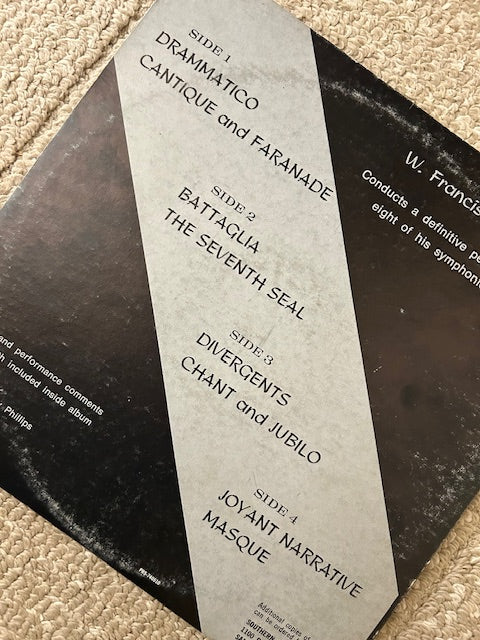 SIDE 1
DRAMMATICO
CANTIQUE and FARANADE
SIDE 2
BATTAGLIA
THE SEVENTH SEAL
SIDE 3
DIVERGENTS
CHANT and JUBILO
SIDE 4
JOYANT NARRATIVE
MASQUE
W. Francis
Conducts a definitive
eight of his
and performance comments
included inside album
Phillips
Additional copies of
can be ordered
SOUTHERN
1100